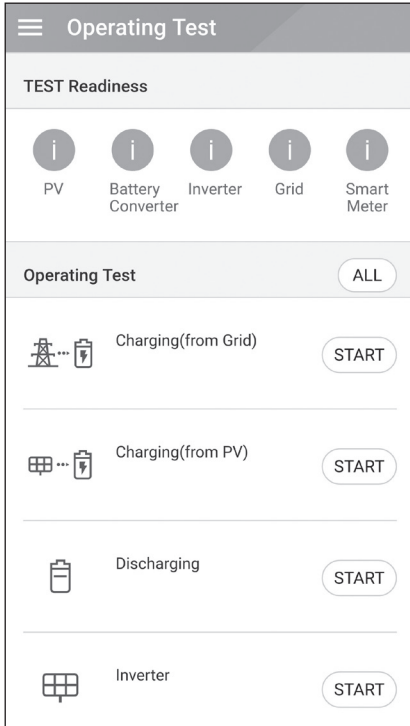 Operating Test
TEST Readiness
i i i i i
PV Battery Inverter Grid Smart
Converter Meter
Operating Test ALL
Charging(from Grid)
START
Charging(from PV)
START
Discharging
START
Inverter
START